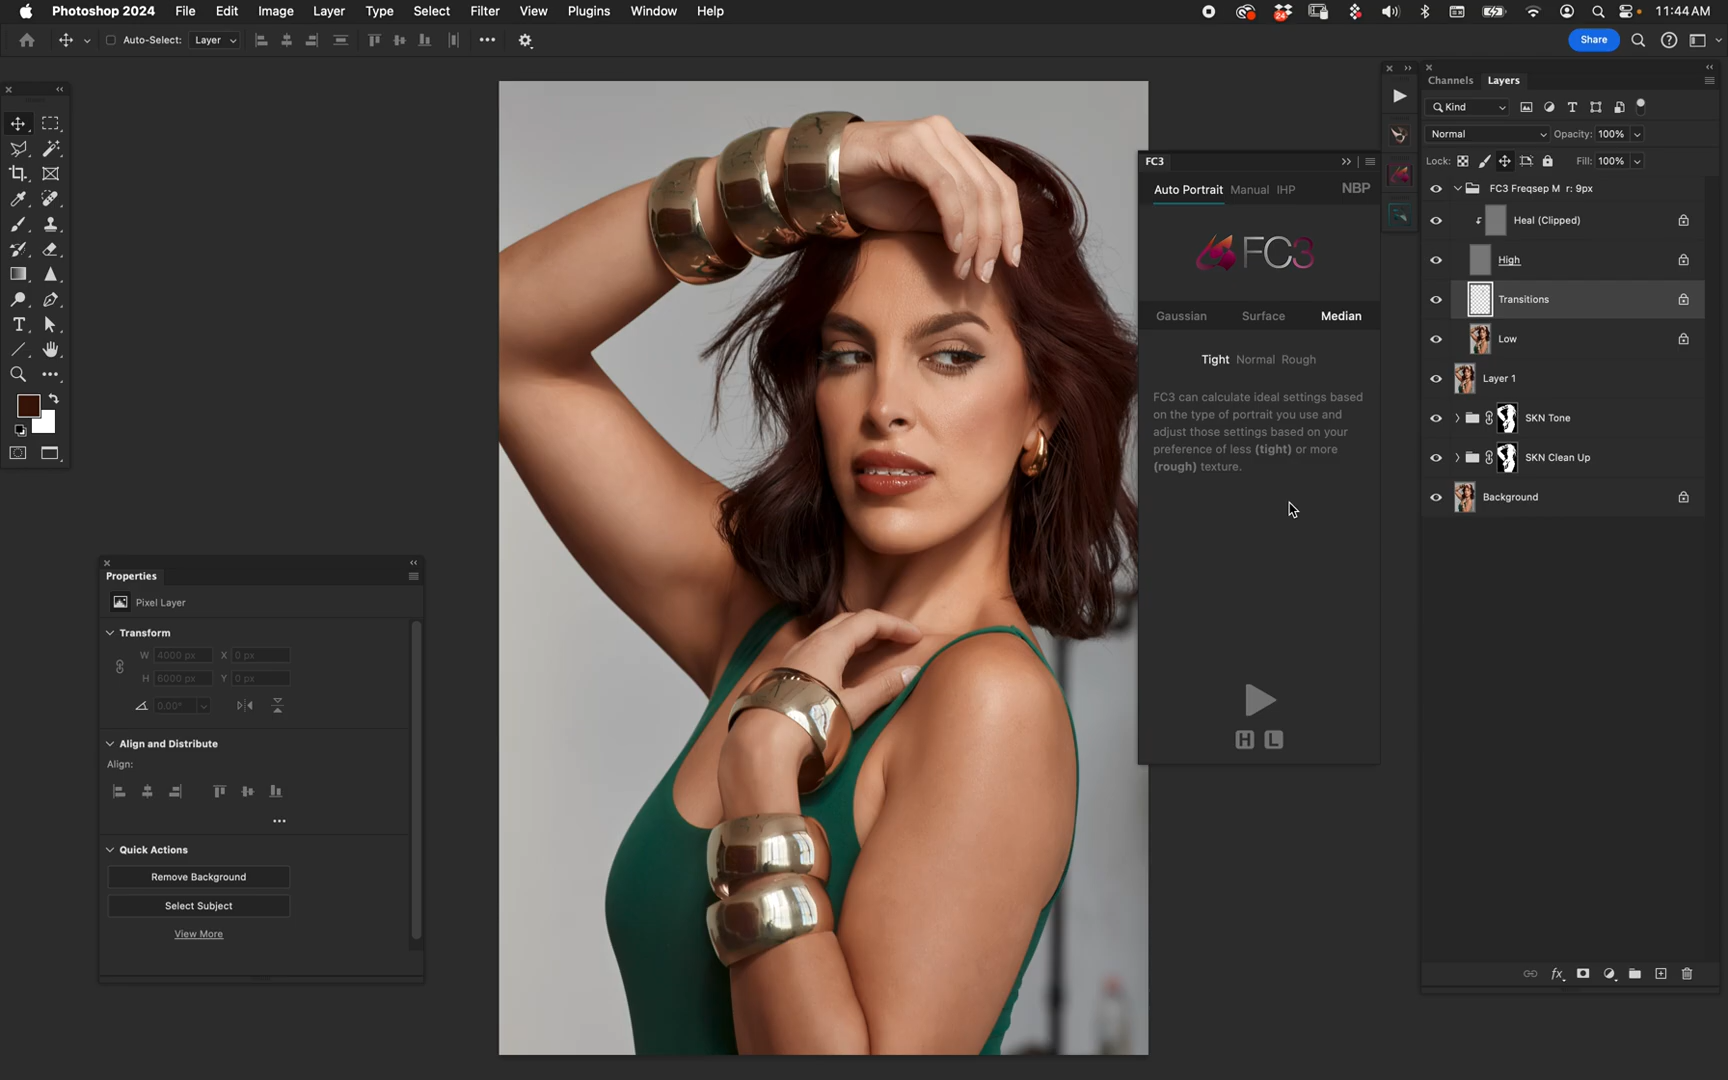 Photoshop 2024 File Edit Image Layer Type Select Filter View Plugins Window Help 24 11:44 AM
Auto-Select: Layer Share
FC3
Auto Portrait Manual IHP NBP
FC3
Gaussian Surface Median
Tight Normal Rough
FC3 can calculate ideal settings based
on the type of portrait you use and
adjust those settings based on your
preference of less (tight) or more
(rough) texture.
H L
Channels Layers
Kind
Normal Opacity: 100%
Lock: Fill: 100%
FC3 Freqsep M r: 9px
Heal (Clipped)
High
Transitions
Low
Layer 1
SKN Tone
SKN Clean Up
Background
fx
Properties
Pixel Layer
Transform
W 4000 px X 0 px
H 6000 px Y 0 px
0.00°
Align and Distribute
Align:
Quick Actions
Remove Background
Select Subject
View More